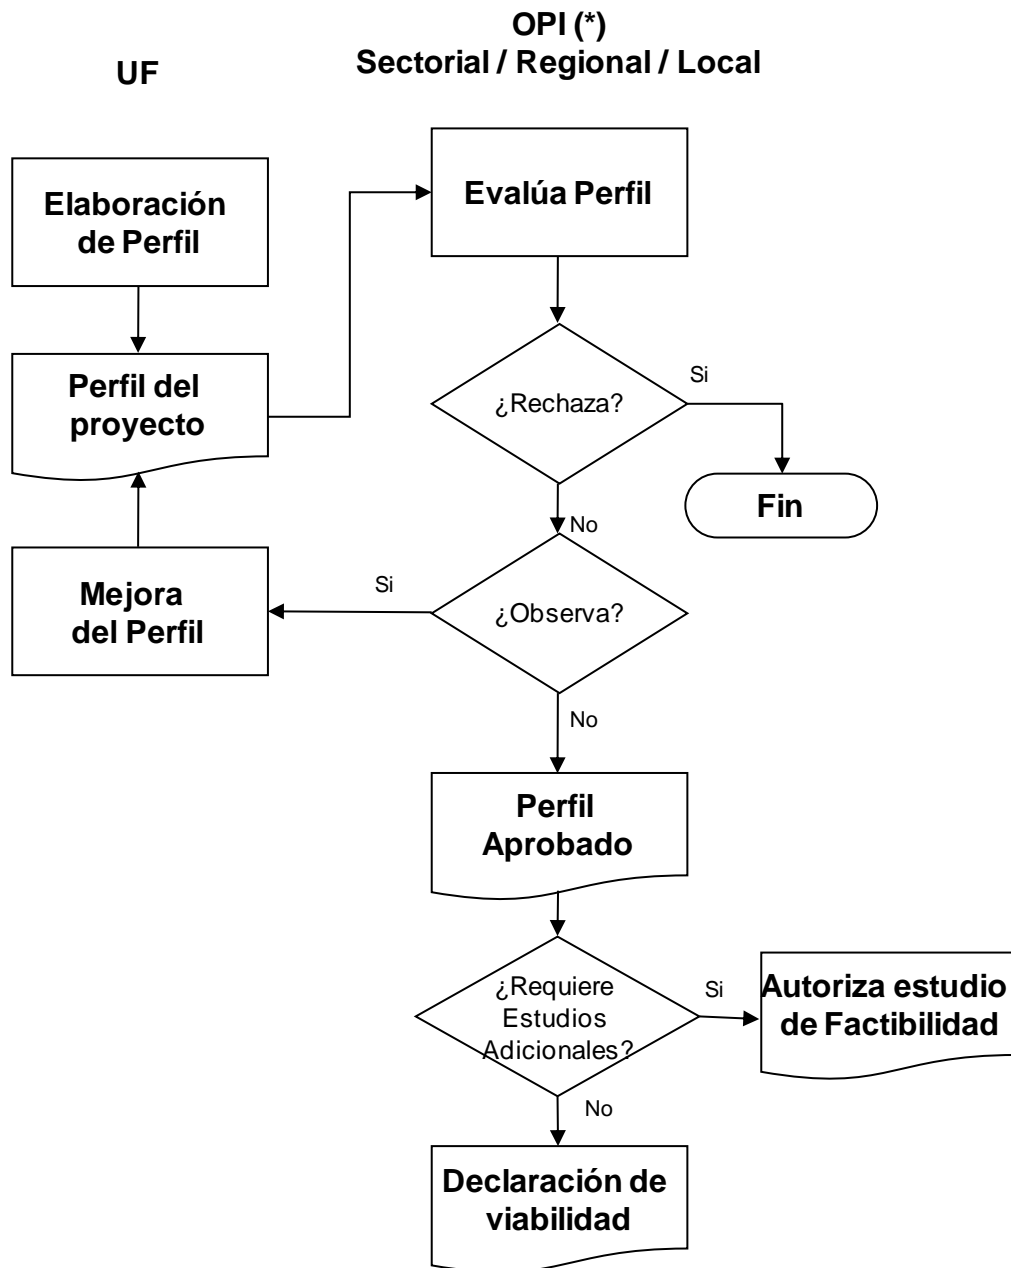 OPI (*)
Sectorial / Regional / Local
UF
Elaboración
de Perfil
Evalúa Perfil
Perfil del
proyecto
¿Rechaza?
Si
Fin
No
Mejora
del Perfil
Si
¿Observa?
No
Perfil
Aprobado
¿Requiere
Estudios
Adicionales?
Si
Autoriza estudio
de Factibilidad
No
Declaración de
viabilidad